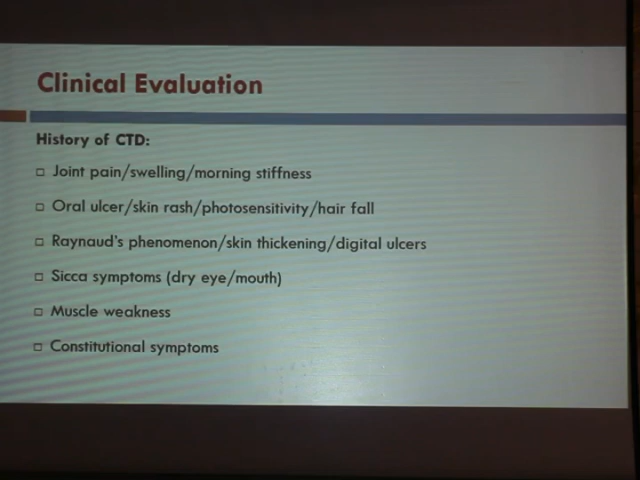 Clinical Evaluation
History of CTD:
Joint pain/swelling/morning stiffness
Oral ulcer/skin rash/photosensitivity/hair fall
Raynaud's phenomenon/skin thickening/digital ulcers
Sicca symptoms (dry eye/mouth)
Muscle weakness
Constitutional symptoms